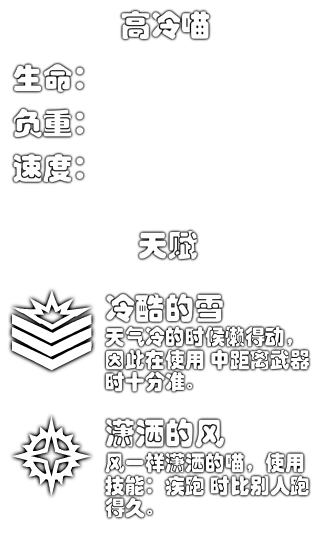 高冷喵
生命：
负重：
速度：
天赋
冷酷的雪
天气冷的时候懒得动，
因此在使用 中距离武器
时十分准。
潇洒的风
风一样潇洒的喵，使用
技能：疾跑 时比别人跑
得久。